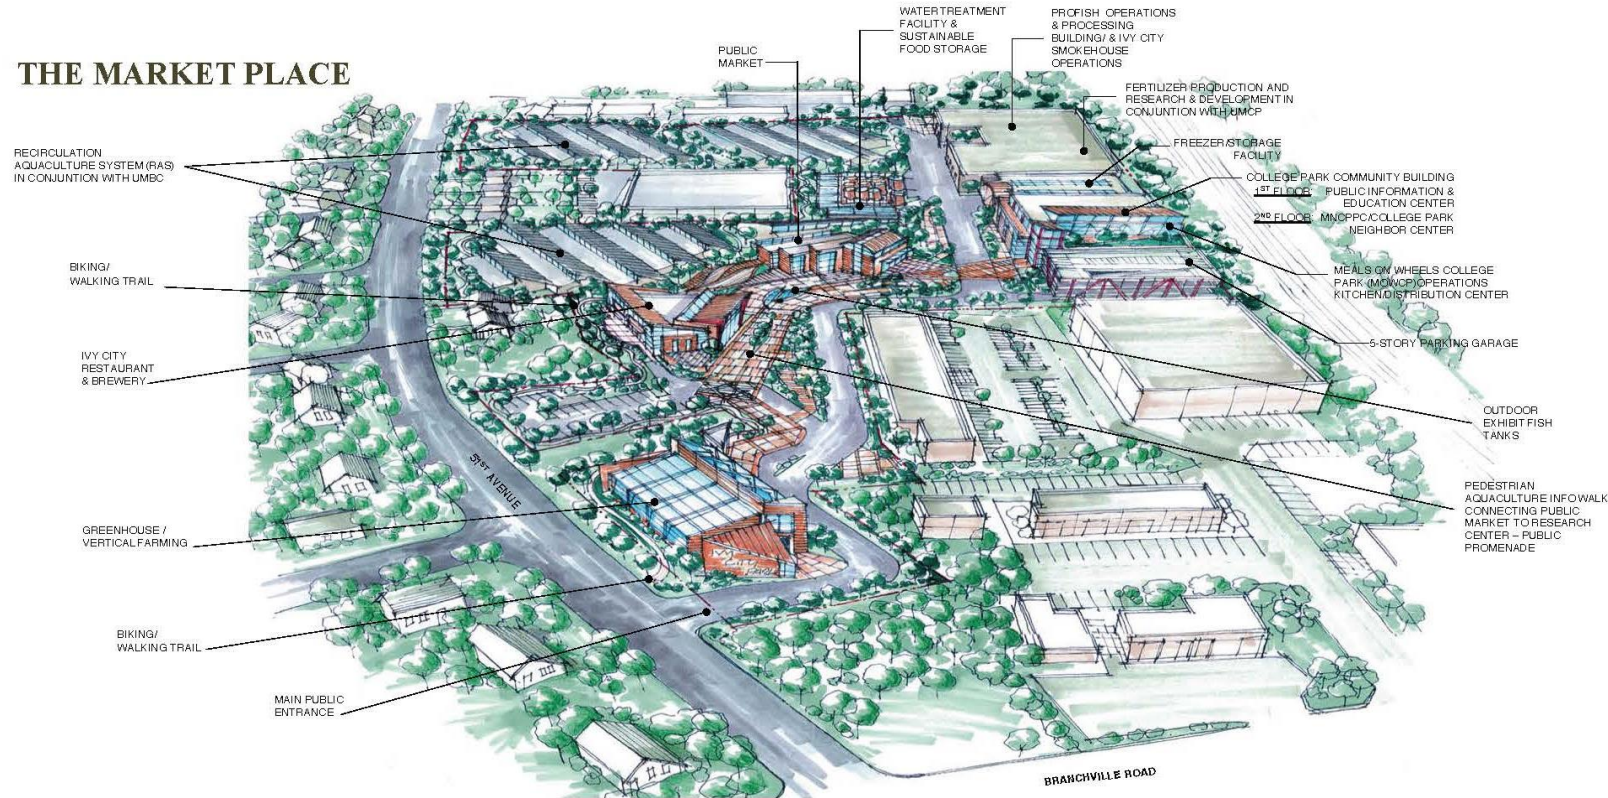 THE MARKET PLACE
WATER TREATMENT
FACILITY &
SUSTAINABLE
FOOD STORAGE
PROFISH OPERATIONS
& PROCESSING
BUILDING/ & IVY CITY
SMOKEHOUSE
OPERATIONS
PUBLIC
MARKET
FERTILIZER PRODUCTION AND
RESEARCH & DEVELOPMENT IN
CONJUNTION WITH UMCP
FREEZER/STORAGE
FACILITY
RECIRCULATION
AQUACULTURE SYSTEM (RAS)
IN CONJUNTION WITH UMBC
COLLEGE PARK COMMUNITY BUILDING
1ST FLOOR: PUBLIC INFORMATION &
EDUCATION CENTER
2ND FLOOR: MNCPPC/COLLEGE PARK
NEIGHBOR CENTER
BIKING/
WALKING TRAIL
MEALS ON WHEELS COLLEGE
PARK (MOWCP)OPERATIONS
KITCHEN/DISTRIBUTION CENTER
5-STORY PARKING GARAGE
IVY CITY
RESTAURANT
& BREWERY
OUTDOOR
EXHIBIT FISH
TANKS
51ST AVENUE
PEDESTRIAN
AQUACULTURE INFO WALK
CONNECTING PUBLIC
MARKET TO RESEARCH
CENTER – PUBLIC
PROMENADE
GREENHOUSE /
VERTICAL FARMING
BIKING/
WALKING TRAIL
MAIN PUBLIC
ENTRANCE
BRANCHVILLE ROAD